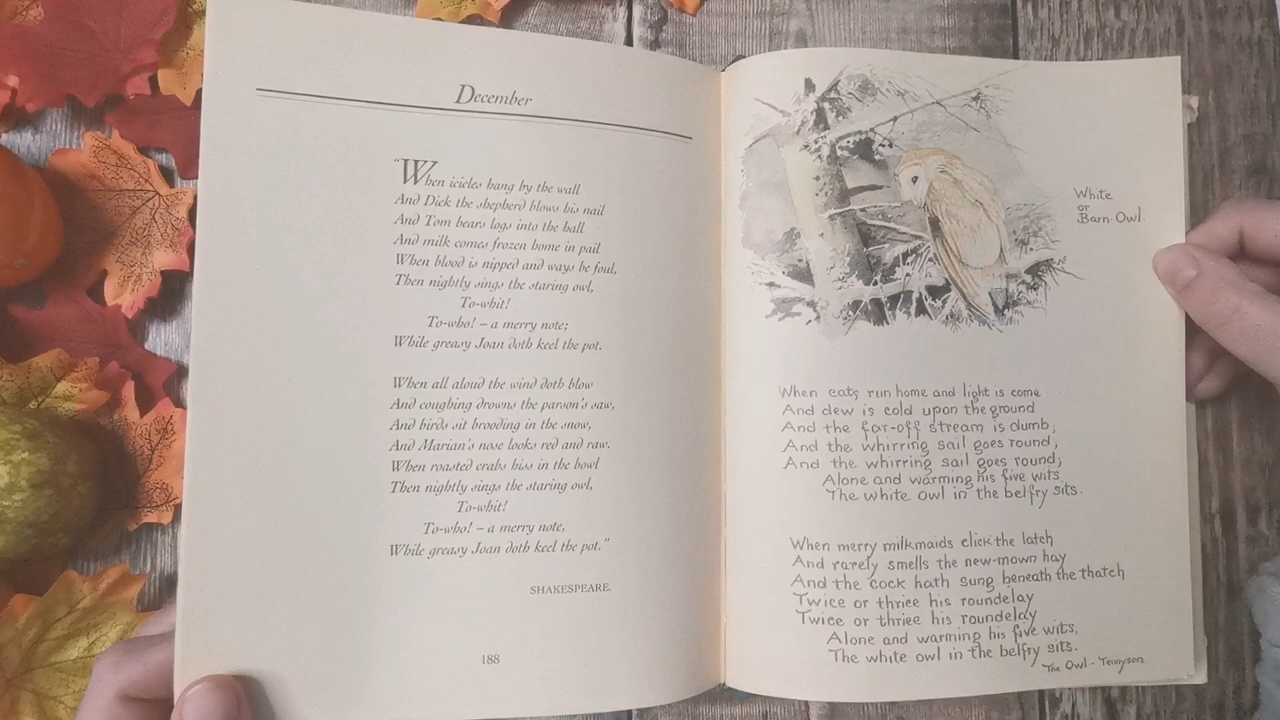 December
“When icicles hang by the wall
And Dick the shepherd blows his nail
And Tom bears logs into the hall
And milk comes frozen home in pail
When blood is nipped and ways be foul,
Then nightly sings the staring owl,
To-whit!
To-who! – a merry note;
While greasy Joan doth keel the pot.
When all aloud the wind doth blow
And coughing drowns the parson's saw,
And birds sit brooding in the snow,
And Marian's nose looks red and raw.
When roasted crabs hiss in the bowl
Then nightly sings the staring owl,
To-whit!
To-who! – a merry note,
While greasy Joan doth keel the pot.”
SHAKESPEARE.
188
White
or
Barn Owl.
When cats run home and light is come
And dew is cold upon the ground
And the far-off stream is dumb,
And the whirring sail goes round;
And the whirring sail goes round;
Alone and warming his five wits
The white owl in the belfry sits.
When merry milkmaids click the latch
And rarely smells the new-mown hay
And the cock hath sung beneath the thatch
Twice or thrice his roundelay
Twice or thrice his roundelay
Alone and warming his five wits,
The white owl in the belfry sits.
The Owl - Tennyson